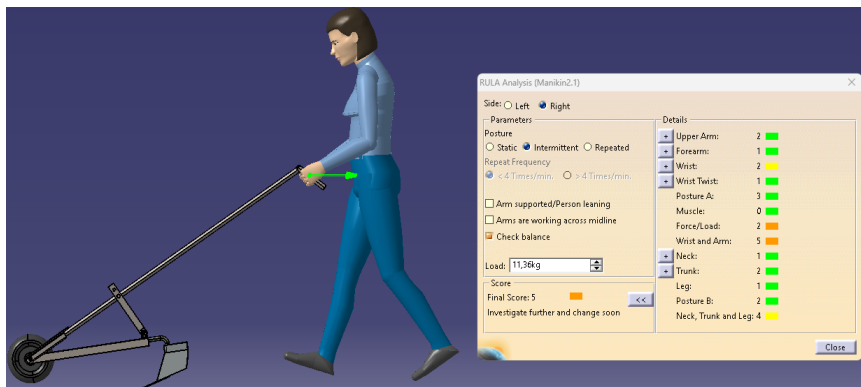 RULA Analysis (Manikin2.1)
Side: Left Right
Parameters
Posture
Static Intermittent Repeated
Repeat Frequency
< 4 Times/min. > 4 Times/min.
Arm supported/Person leaning
Arms are working across midline
Check balance
Load: 11,36kg
Score
Final Score: 5
<<
Investigate further and change soon
Details
+ Upper Arm: 2
+ Forearm: 1
+ Wrist: 2
+ Wrist Twist: 1
Posture A: 3
Muscle: 0
Force/Load: 2
Wrist and Arm: 5
+ Neck: 1
+ Trunk: 2
Leg: 1
Posture B: 2
Neck, Trunk and Leg: 4
Close